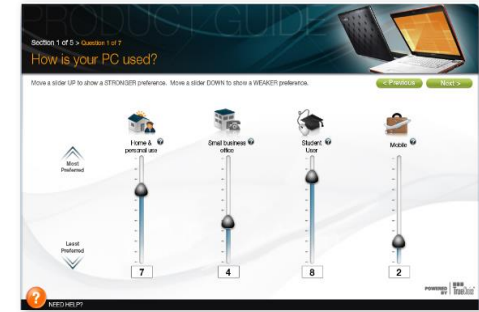 PRODUCT GUIDE
Section 1 of 5 > Question 1 of 7
How is your PC used?
Move a slider UP to show a STRONGER preference. Move a slider DOWN to show a WEAKER preference.
< Previous
Next >
Home &
personal use
Small business
office
Student
User
Mobile
Most
Preferred
Least
Preferred
7
4
8
2
POWERED
BY
?
NEED HELP?